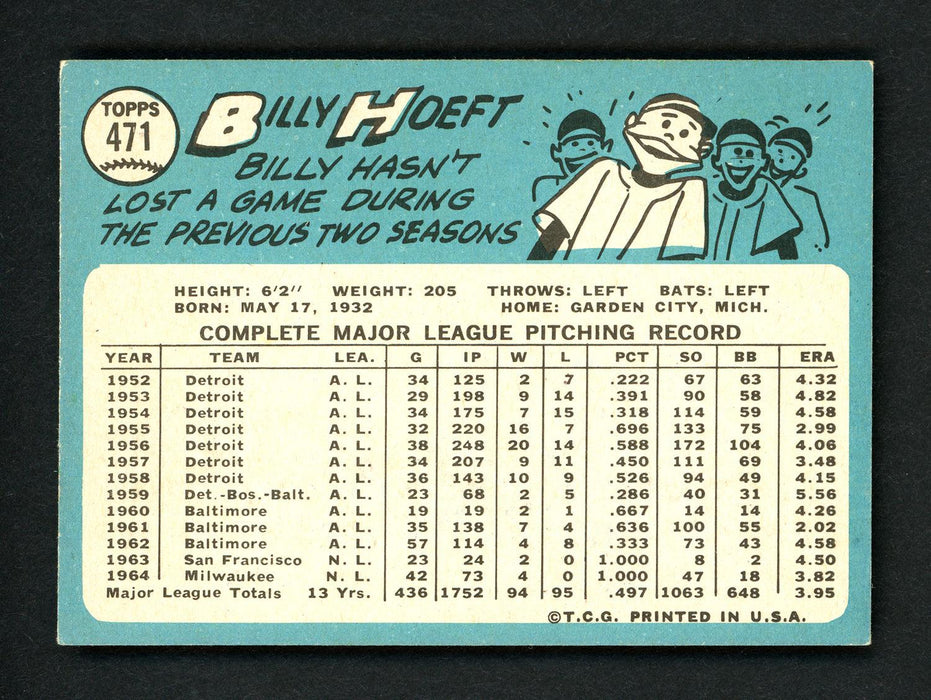 TOPPS
471
BILLY HOEFT
BILLY HASN'T
LOST A GAME DURING
THE PREVIOUS TWO SEASONS
HEIGHT: 6'2" WEIGHT: 205 THROWS: LEFT BATS: LEFT
BORN: MAY 17, 1932 HOME: GARDEN CITY, MICH.
COMPLETE MAJOR LEAGUE PITCHING RECORD
YEAR TEAM LEA. G IP W L PCT SO BB ERA
1952 Detroit A. L. 34 125 2 7 .222 67 63 4.32
1953 Detroit A. L. 29 198 9 14 .391 90 58 4.82
1954 Detroit A. L. 34 175 7 15 .318 114 59 4.58
1955 Detroit A. L. 32 220 16 7 .696 133 75 2.99
1956 Detroit A. L. 38 248 20 14 .588 172 104 4.06
1957 Detroit A. L. 34 207 9 11 .450 111 69 3.48
1958 Detroit A. L. 36 143 10 9 .526 94 49 4.15
1959 Det.-Bos.-Balt. A. L. 23 68 2 5 .286 40 31 5.56
1960 Baltimore A. L. 19 19 2 1 .667 14 14 4.26
1961 Baltimore A. L. 35 138 7 4 .636 100 55 2.02
1962 Baltimore A. L. 57 114 4 8 .333 73 43 4.58
1963 San Francisco N. L. 23 24 2 0 1.000 8 2 4.50
1964 Milwaukee N. L. 42 73 4 0 1.000 47 18 3.82
Major League Totals 13 Yrs. 436 1752 94 95 .497 1063 648 3.95
©T.C.G. PRINTED IN U.S.A.